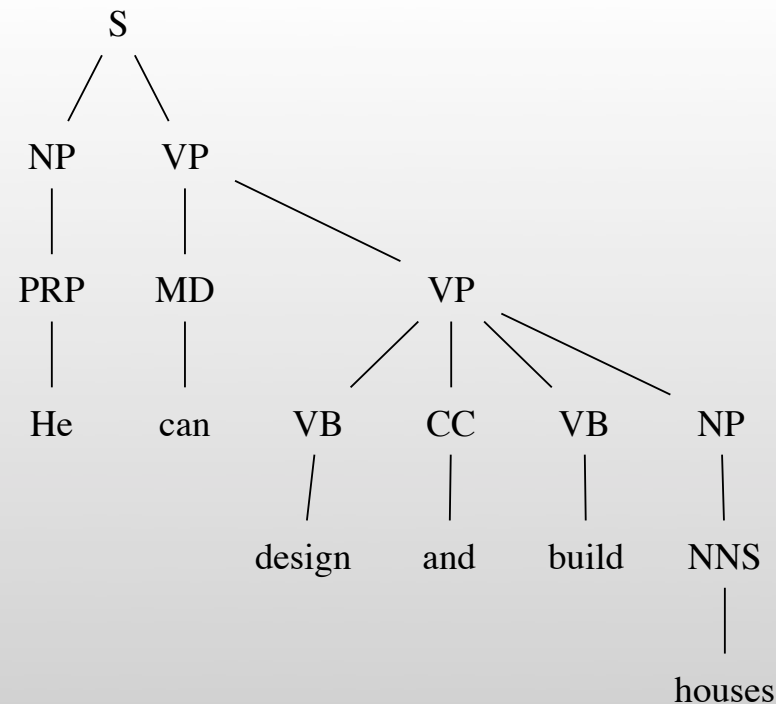 S
NP VP
PRP MD VP
He can VB CC VB NP
design and build NNS
houses